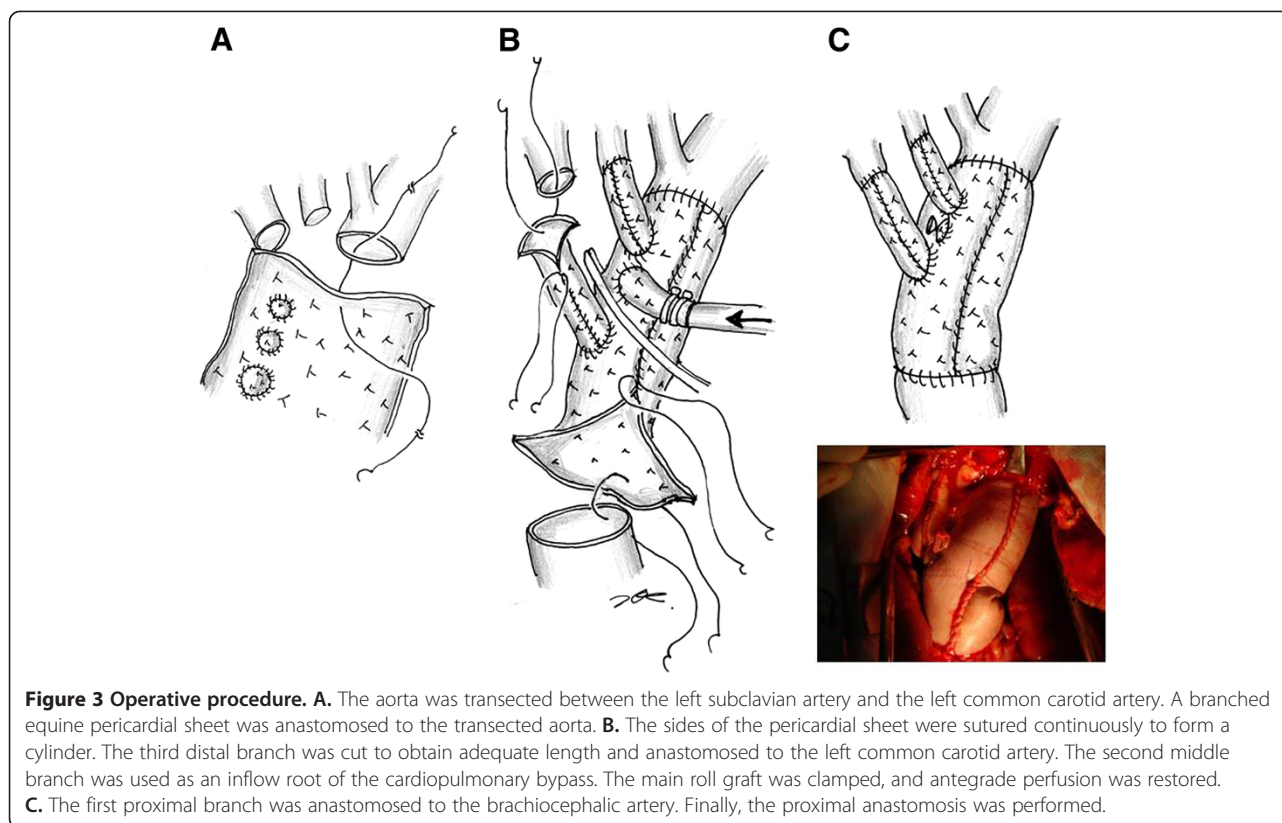 A B C
Figure 3 Operative procedure. A. The aorta was transected between the left subclavian artery and the left common carotid artery. A branched
equine pericardial sheet was anastomosed to the transected aorta. B. The sides of the pericardial sheet were sutured continuously to form a
cylinder. The third distal branch was cut to obtain adequate length and anastomosed to the left common carotid artery. The second middle
branch was used as an inflow root of the cardiopulmonary bypass. The main roll graft was clamped, and antegrade perfusion was restored.
C. The first proximal branch was anastomosed to the brachiocephalic artery. Finally, the proximal anastomosis was performed.